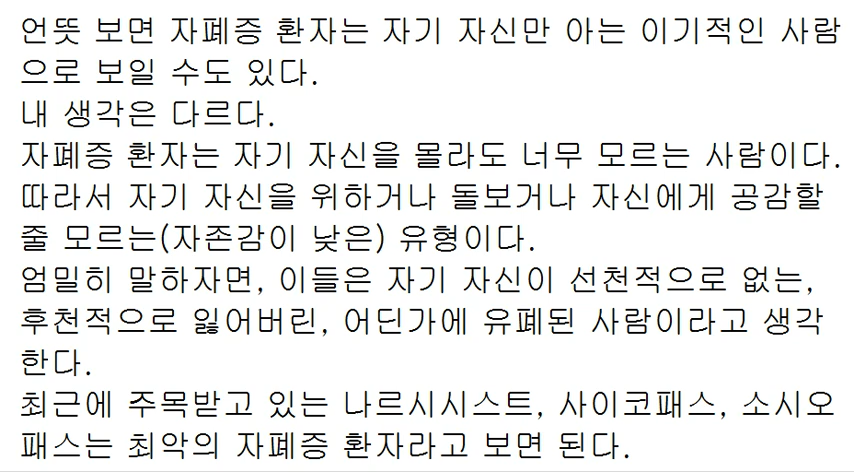 언뜻 보면 자폐증 환자는 자기 자신만 아는 이기적인 사람
으로 보일 수도 있다.
내 생각은 다르다.
자폐증 환자는 자기 자신을 몰라도 너무 모르는 사람이다.
따라서 자기 자신을 위하거나 돌보거나 자신에게 공감할
줄 모르는(자존감이 낮은) 유형이다.
엄밀히 말하자면, 이들은 자기 자신이 선천적으로 없는,
후천적으로 잃어버린, 어딘가에 유폐된 사람이라고 생각
한다.
최근에 주목받고 있는 나르시시스트, 사이코패스, 소시오
패스는 최악의 자폐증 환자라고 보면 된다.